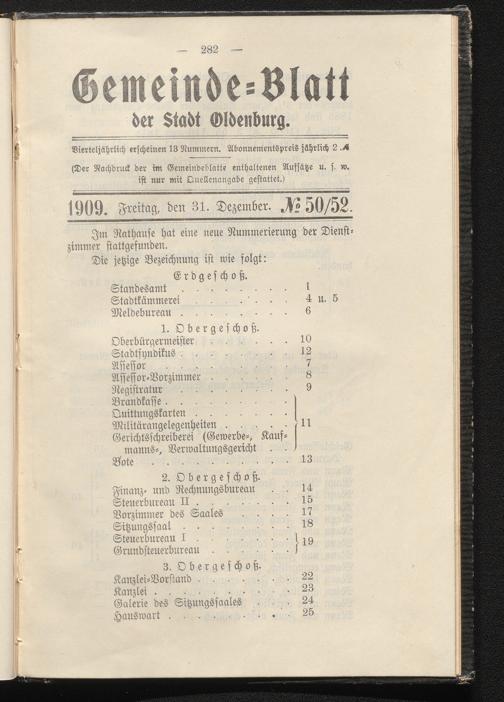 — 282 —
Gemeinde=Blatt
der Stadt Oldenburg.
Vierteljährlich erscheinen 13 Nummern. Abonnementspreis jährlich 2 ℳ
(Der Nachdruck der im Gemeindeblatte enthaltenen Aufsätze u. s. w.
ist nur mit Quellenangabe gestattet.)
1909. Freitag, den 31. Dezember. № 50/52.
Im Rathause hat eine neue Nummerierung der Dienst=
zimmer stattgefunden.
Die jetzige Bezeichnung ist wie folgt:
Erdgeschoß.
Standesamt . . . . . . . . 1
Stadtkämmerei . . . . . . . 4 u. 5
Meldebureau . . . . . . . . 6
1. Obergeschoß.
Oberbürgermeister . . . . . . 10
Stadtsyndikus . . . . . . . 12
Assessor . . . . . . . . . 7
Assessor=Vorzimmer . . . . . . 8
Registratur . . . . . . . . 9
Brandkasse . . . . . . . .
Quittungskarten . . . . . .
Militärangelegenheiten . . . . . 11
Gerichtsschreiberei (Gewerbe=, Kauf=
manns=, Verwaltungsgericht .
Bote . . . . . . . . . . 13
2. Obergeschoß.
Finanz= und Rechnungsbureau . . 14
Steuerbureau II . . . . . . . 15
Vorzimmer des Saales . . . . 17
Sitzungssaal . . . . . . . . 18
Steuerbureau I . . . . . . . 19
Grundsteuerbureau . . . . . .
3. Obergeschoß.
Kanzlei=Vorstand . . . . . . . 22
Kanzlei . . . . . . . . . . 23
Galerie des Sitzungssaales . . . 24
Hauswart . . . . . . . . . 25